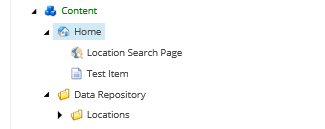 Content
Home
Location Search Page
Test Item
Data Repository
Locations